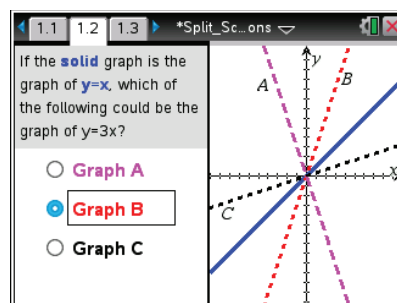 1.1 1.2 1.3 *Split_Sc...ons
If the solid graph is the
graph of y=x, which of
the following could be the
graph of y=3x?
Graph A
Graph B
Graph C
y
A
B
x
C